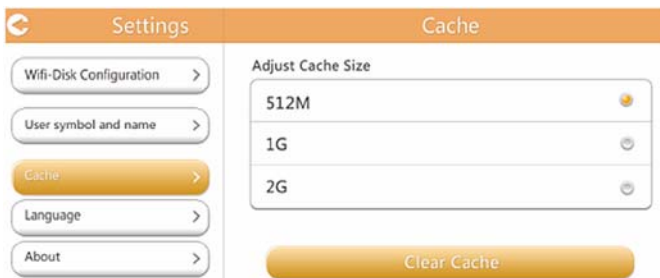 Settings
Wifi-Disk Configuration
User symbol and name
Cache
Language
About
Cache
Adjust Cache Size
512M
1G
2G
Clear Cache